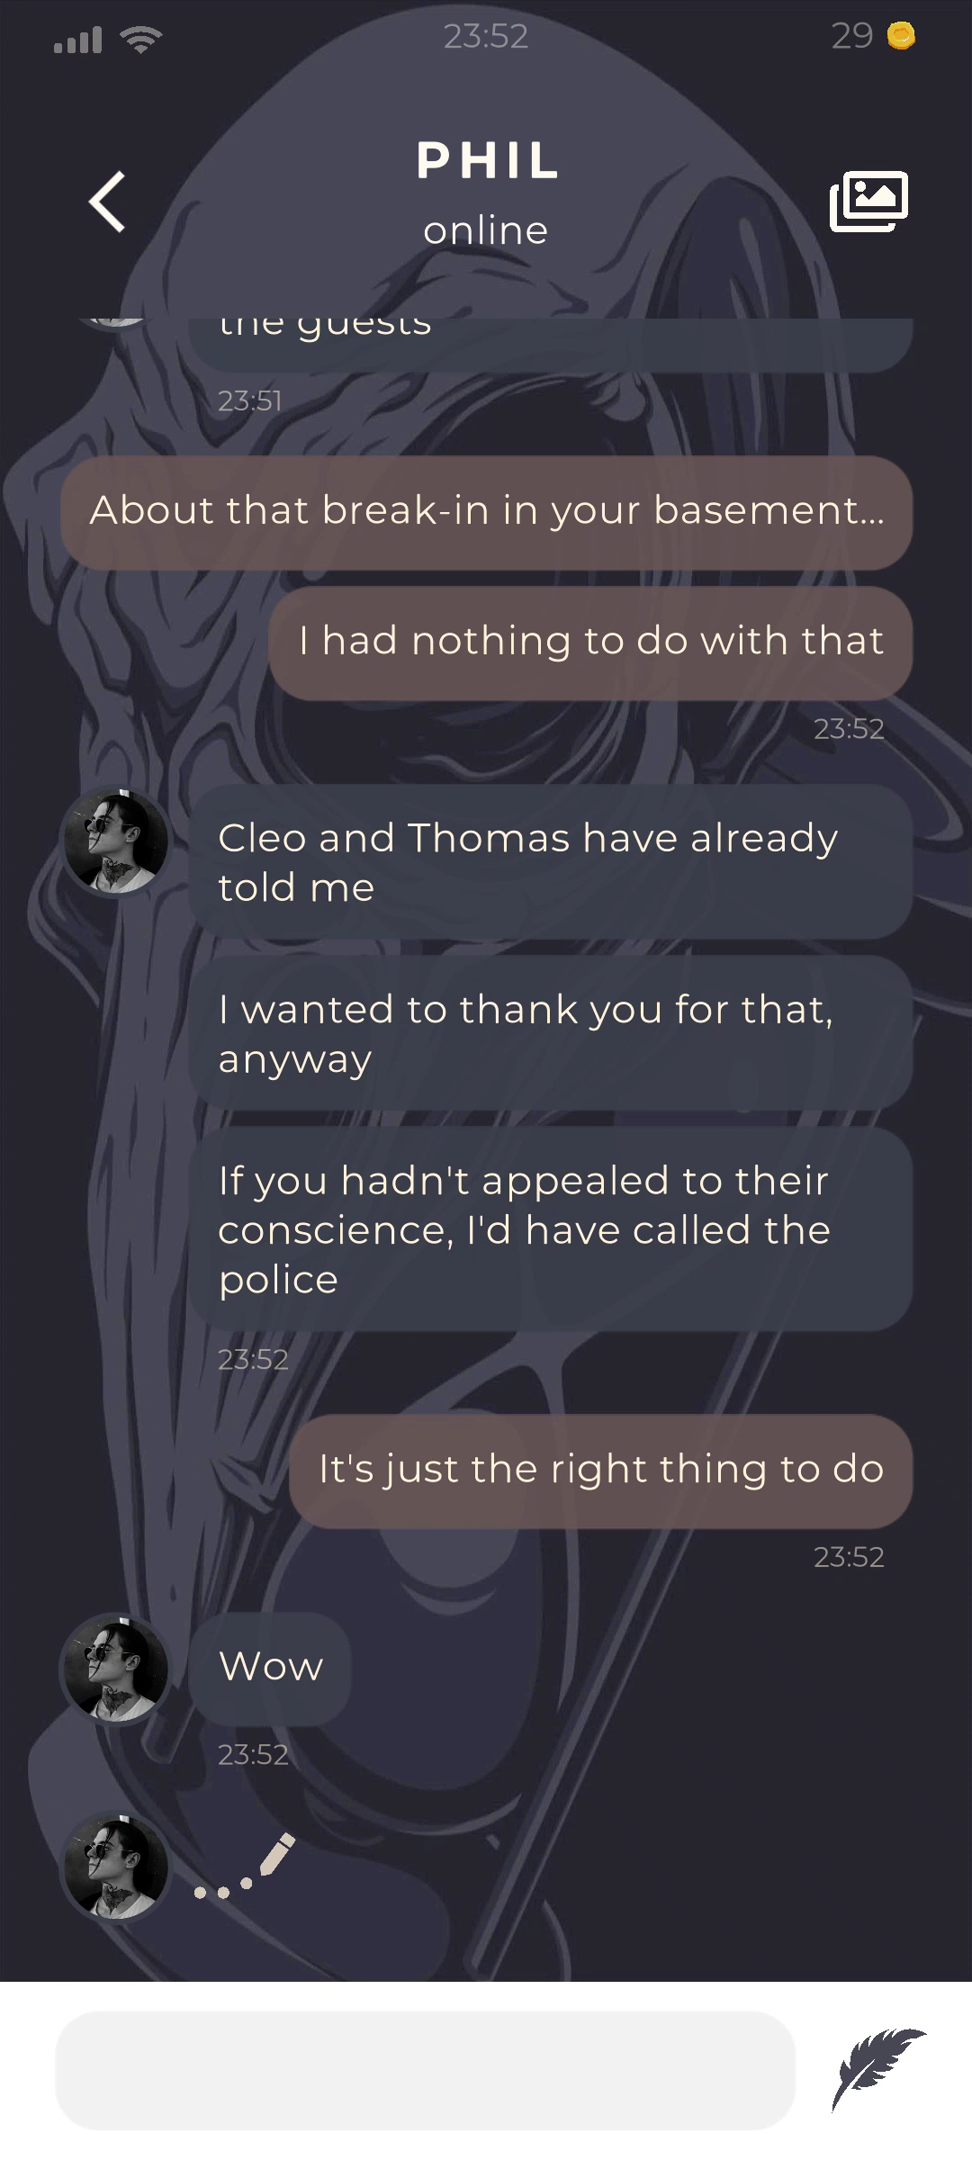 23:52
29
PHIL
online
the guests
23:51
About that break-in in your basement...
I had nothing to do with that
23:52
Cleo and Thomas have already
told me
I wanted to thank you for that,
anyway
If you hadn't appealed to their
conscience, I'd have called the
police
23:52
It's just the right thing to do
23:52
Wow
23:52